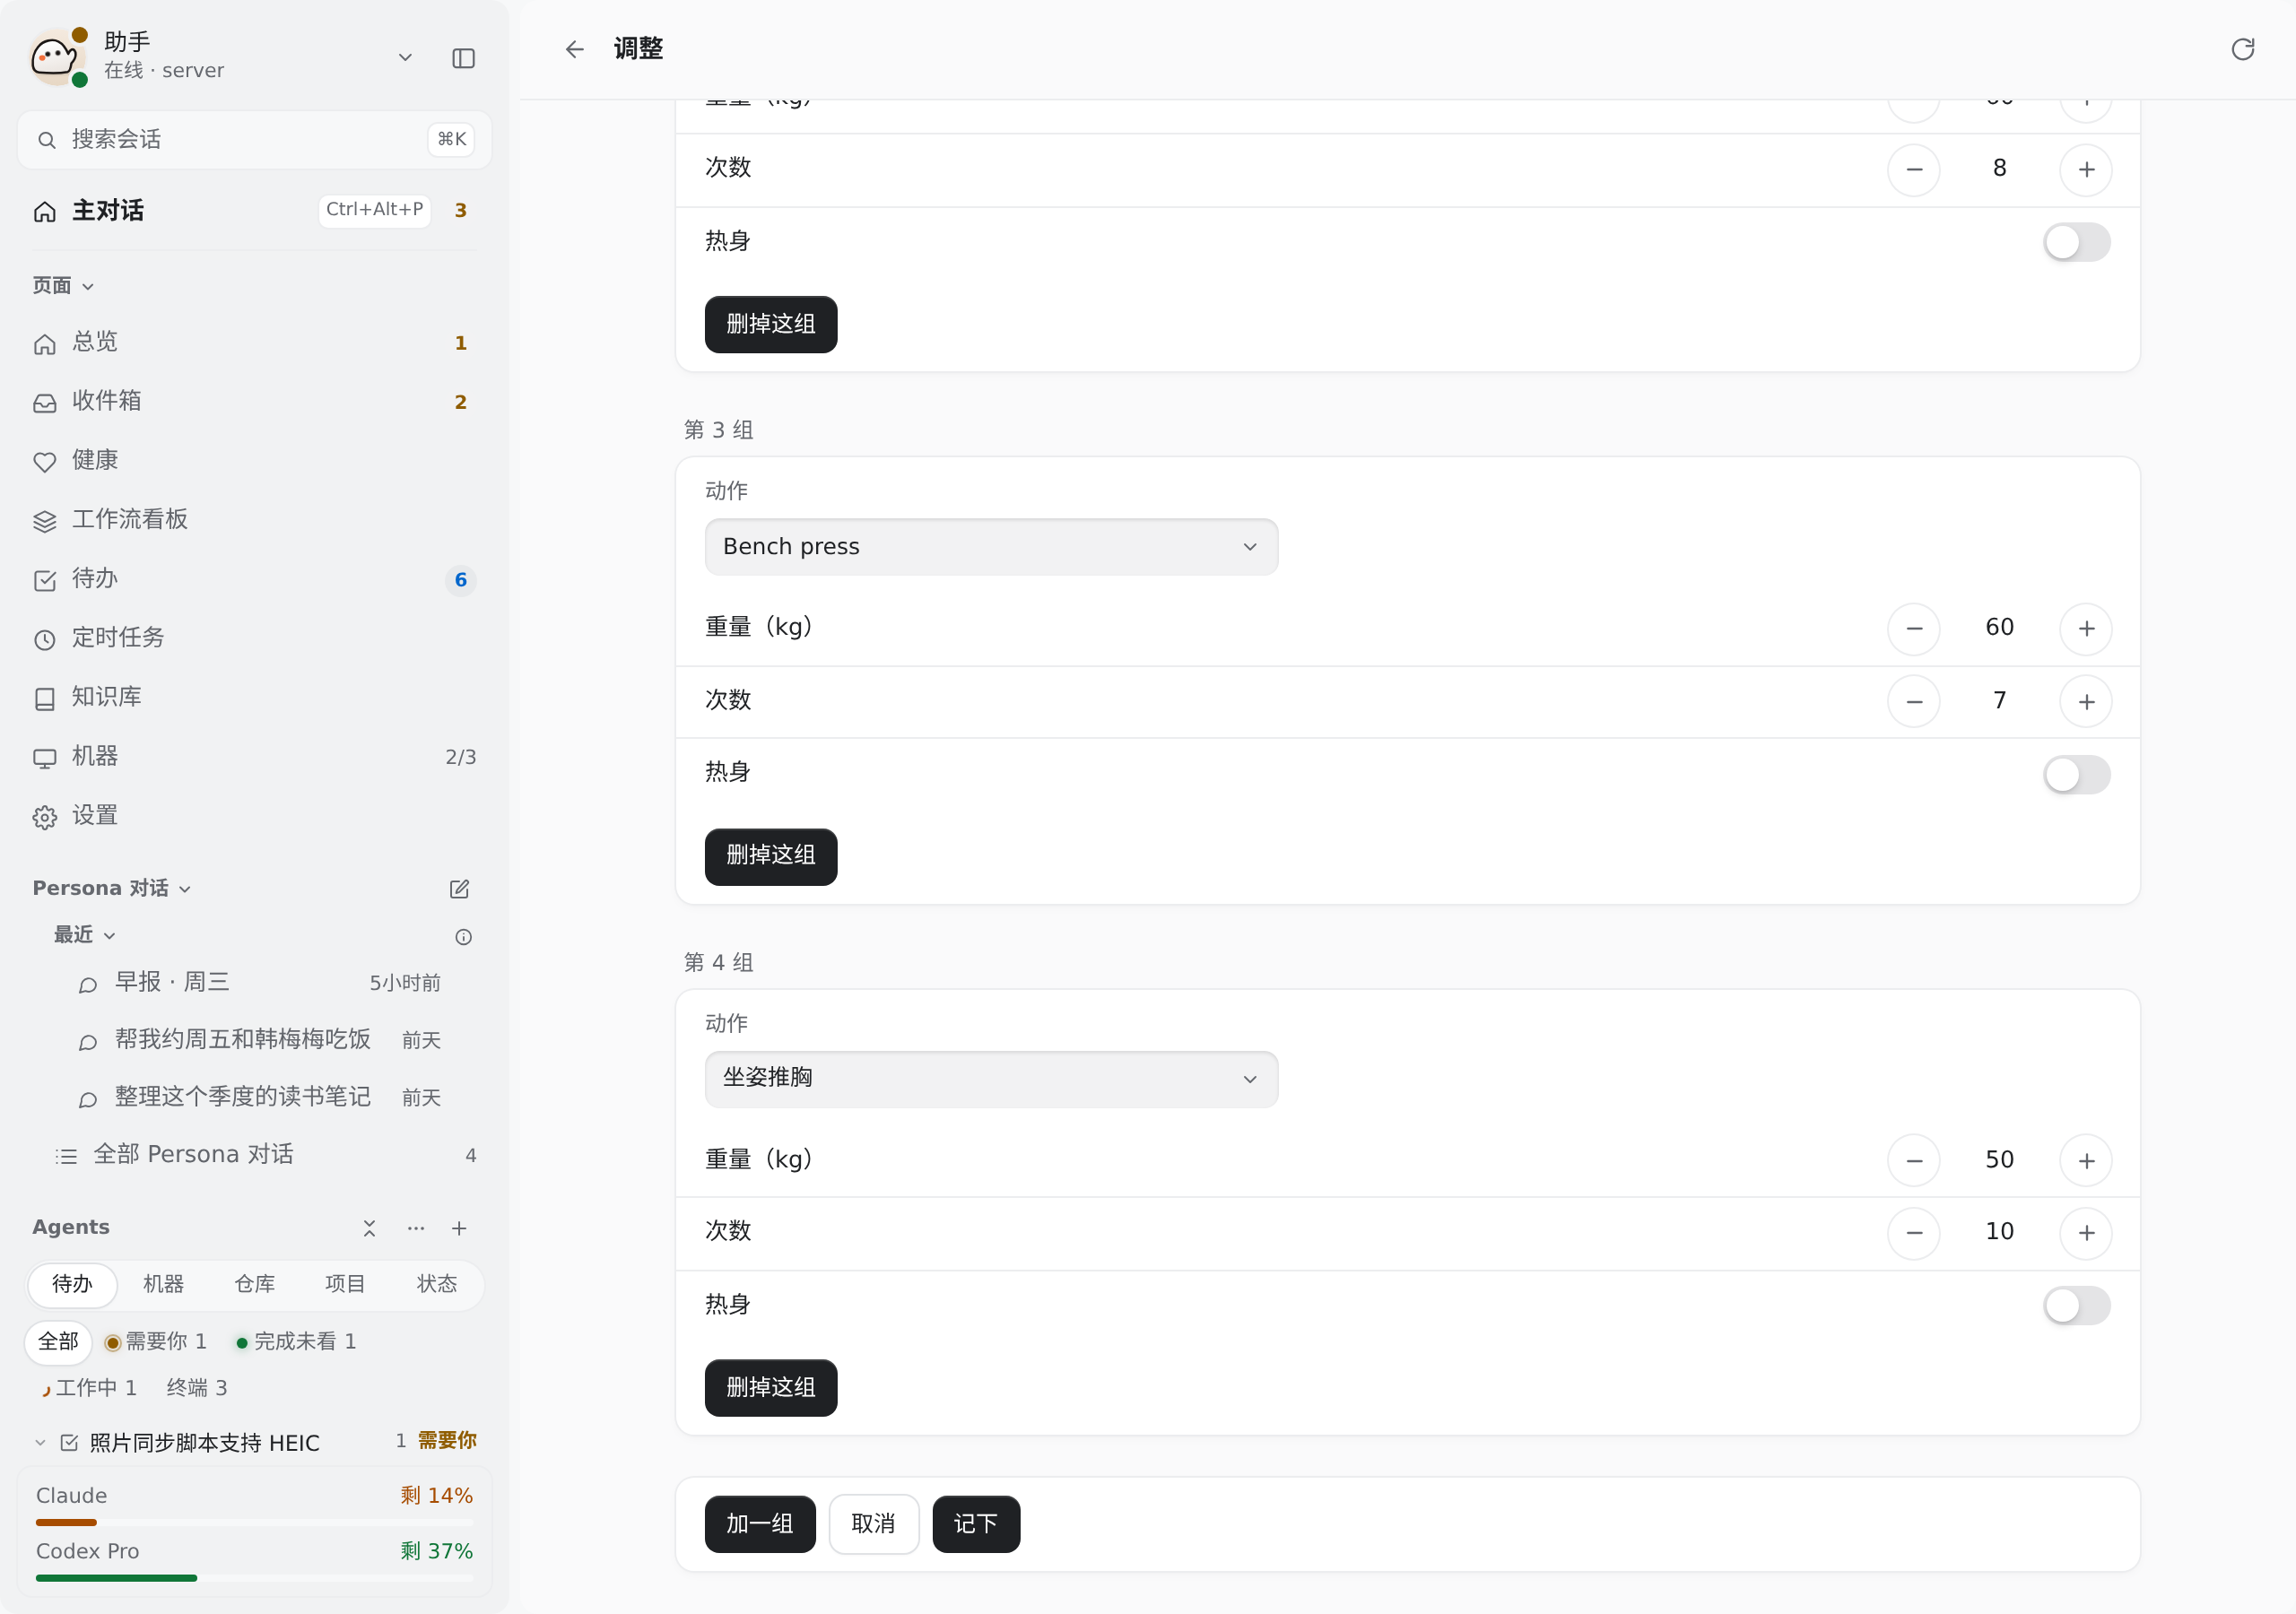 助手
在线 · server
搜索会话 ⌘K
主对话 Ctrl+Alt+P 3
页面
总览 1
收件箱 2
健康
工作流看板
待办 6
定时任务
知识库
机器 2/3
设置
Persona 对话
最近
早报 · 周三 5小时前
帮我约周五和韩梅梅吃饭 前天
整理这个季度的读书笔记 前天
全部 Persona 对话 4
Agents
待办 机器 仓库 项目 状态
全部 需要你 1 完成未看 1
工作中 1 终端 3
照片同步脚本支持 HEIC 1 需要你
Claude 剩 14%
Codex Pro 剩 37%
调整
重量（kg）
次数 8
热身
删掉这组
第 3 组
动作
Bench press
重量（kg） 60
次数 7
热身
删掉这组
第 4 组
动作
坐姿推胸
重量（kg） 50
次数 10
热身
删掉这组
加一组 取消 记下